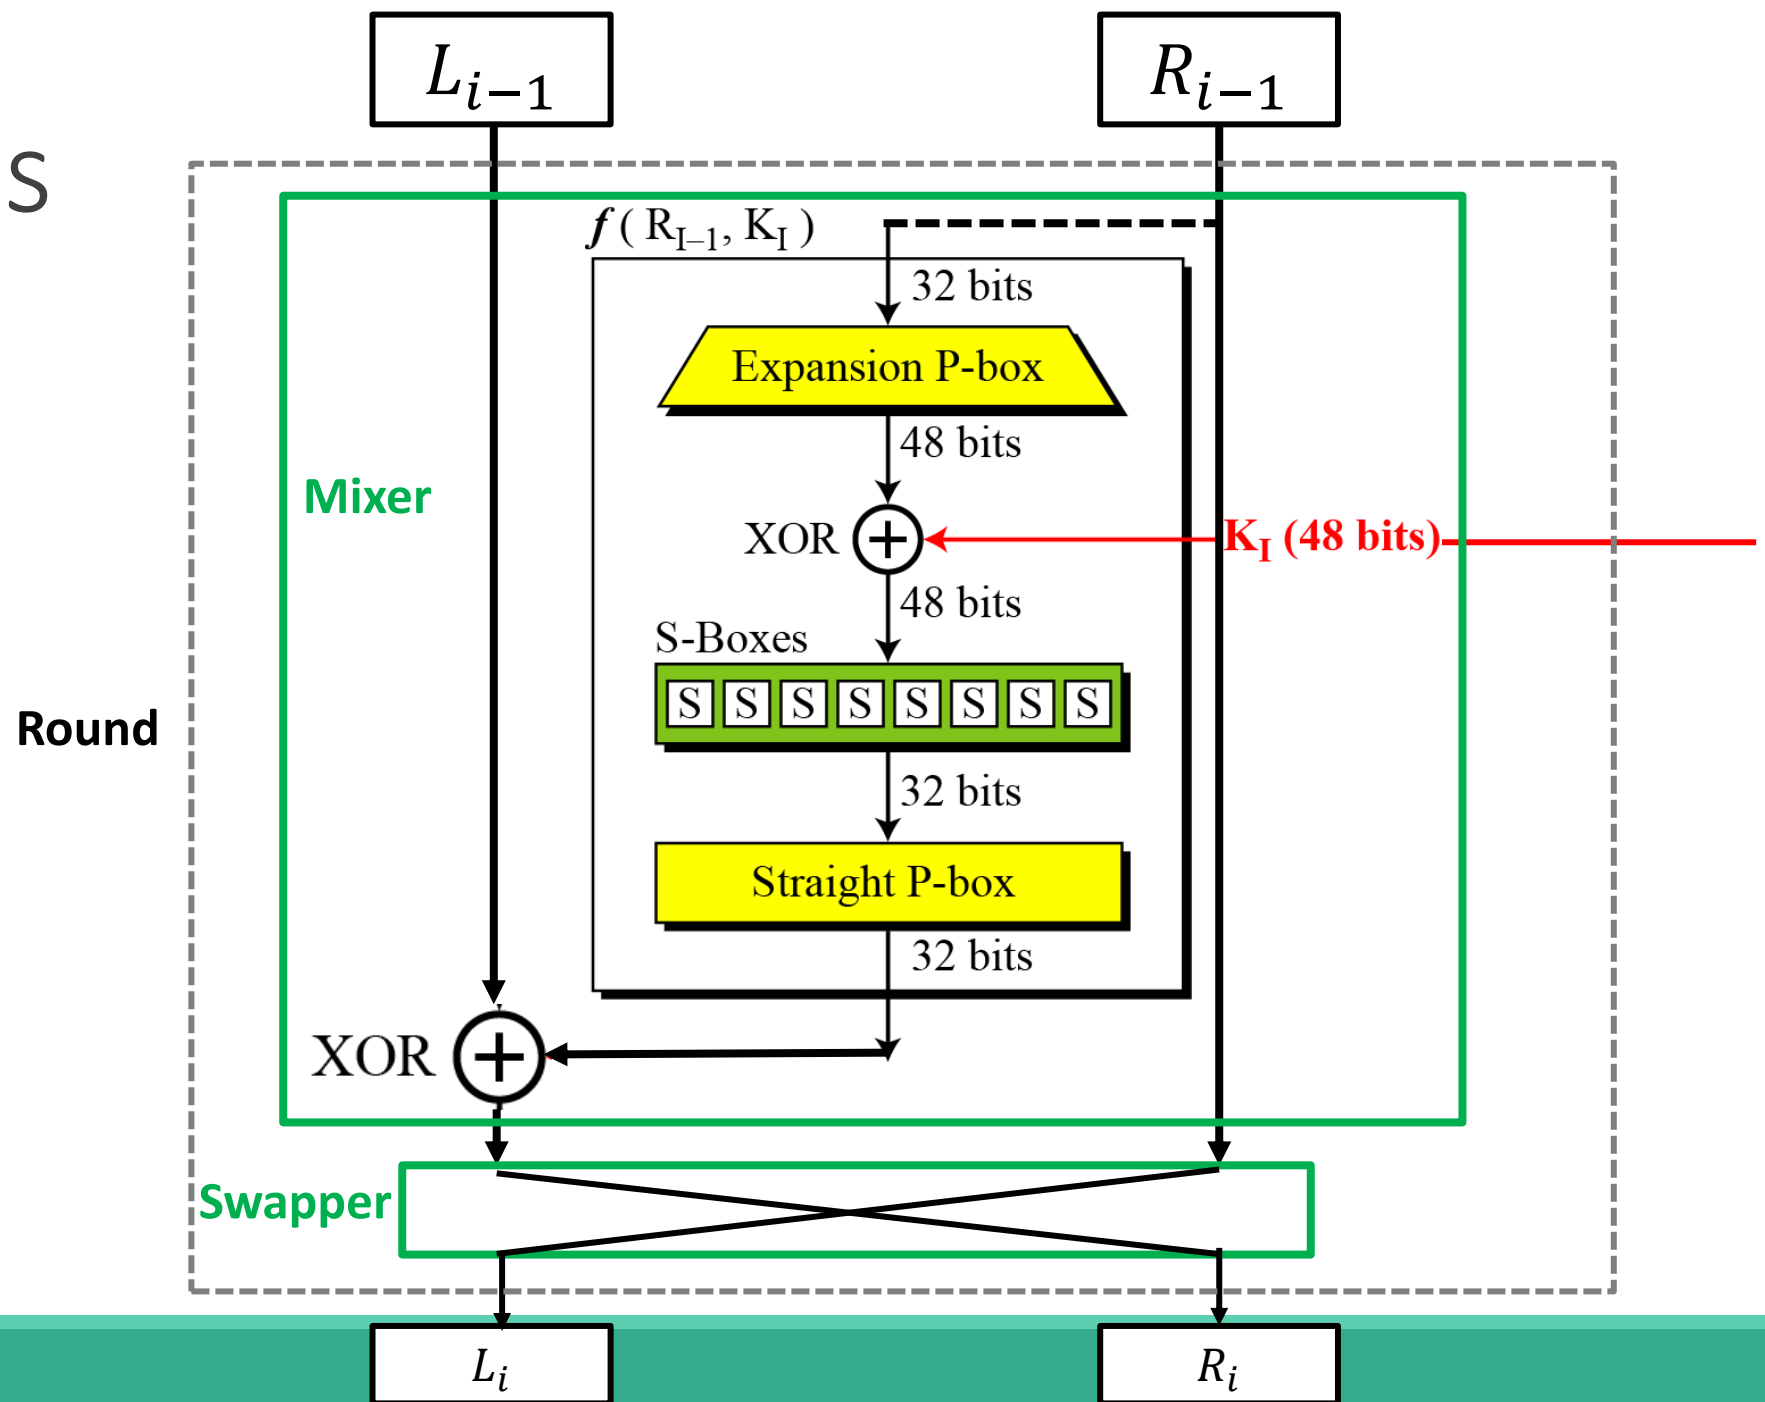 L_{i−1}
R_{i−1}
S
f ( R_{I–1}, K_I )
32 bits
Expansion P-box
48 bits
Mixer
XOR
K_I (48 bits)
48 bits
S-Boxes
S S S S S S S S
Round
32 bits
Straight P-box
32 bits
XOR
Swapper
L_i
R_i